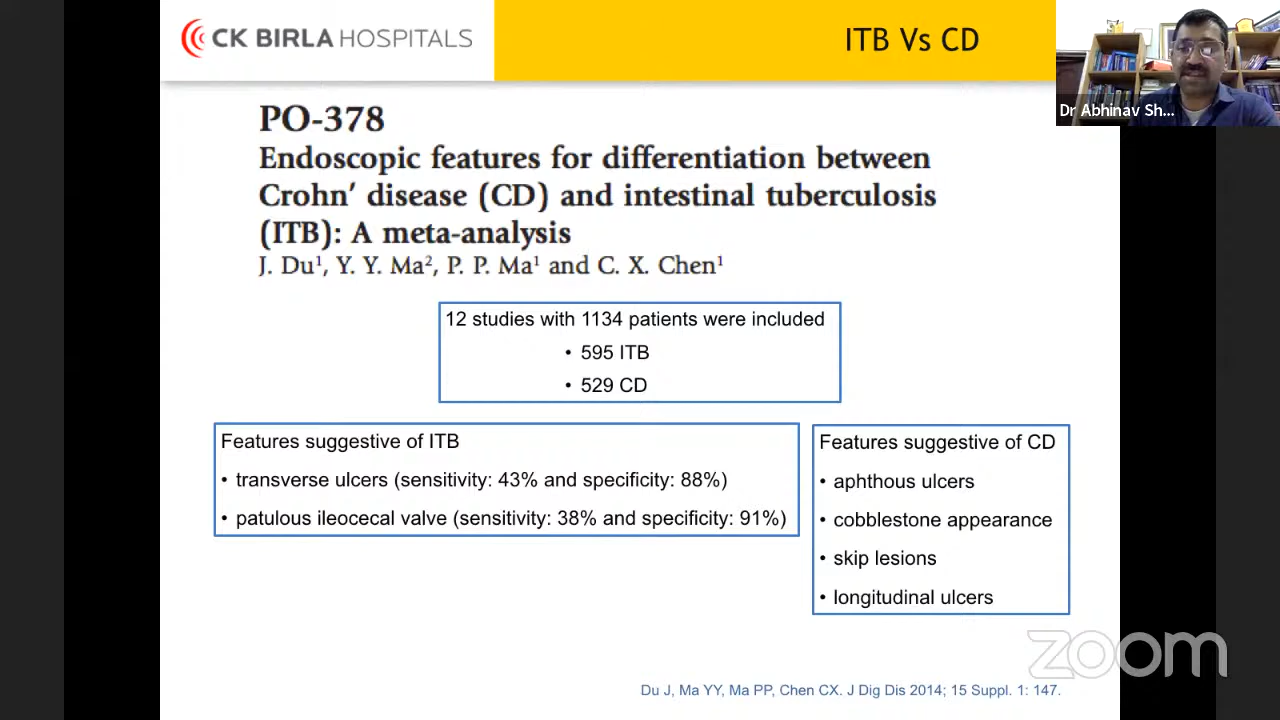 CK BIRLA HOSPITALS
ITB Vs CD
Dr Abhinav Sh...
PO-378
Endoscopic features for differentiation between
Crohn' disease (CD) and intestinal tuberculosis
(ITB): A meta-analysis
J. Du¹, Y. Y. Ma², P. P. Ma¹ and C. X. Chen¹
12 studies with 1134 patients were included
• 595 ITB
• 529 CD
Features suggestive of ITB
• transverse ulcers (sensitivity: 43% and specificity: 88%)
• patulous ileocecal valve (sensitivity: 38% and specificity: 91%)
Features suggestive of CD
• aphthous ulcers
• cobblestone appearance
• skip lesions
• longitudinal ulcers
zoom
Du J, Ma YY, Ma PP, Chen CX. J Dig Dis 2014; 15 Suppl. 1: 147.